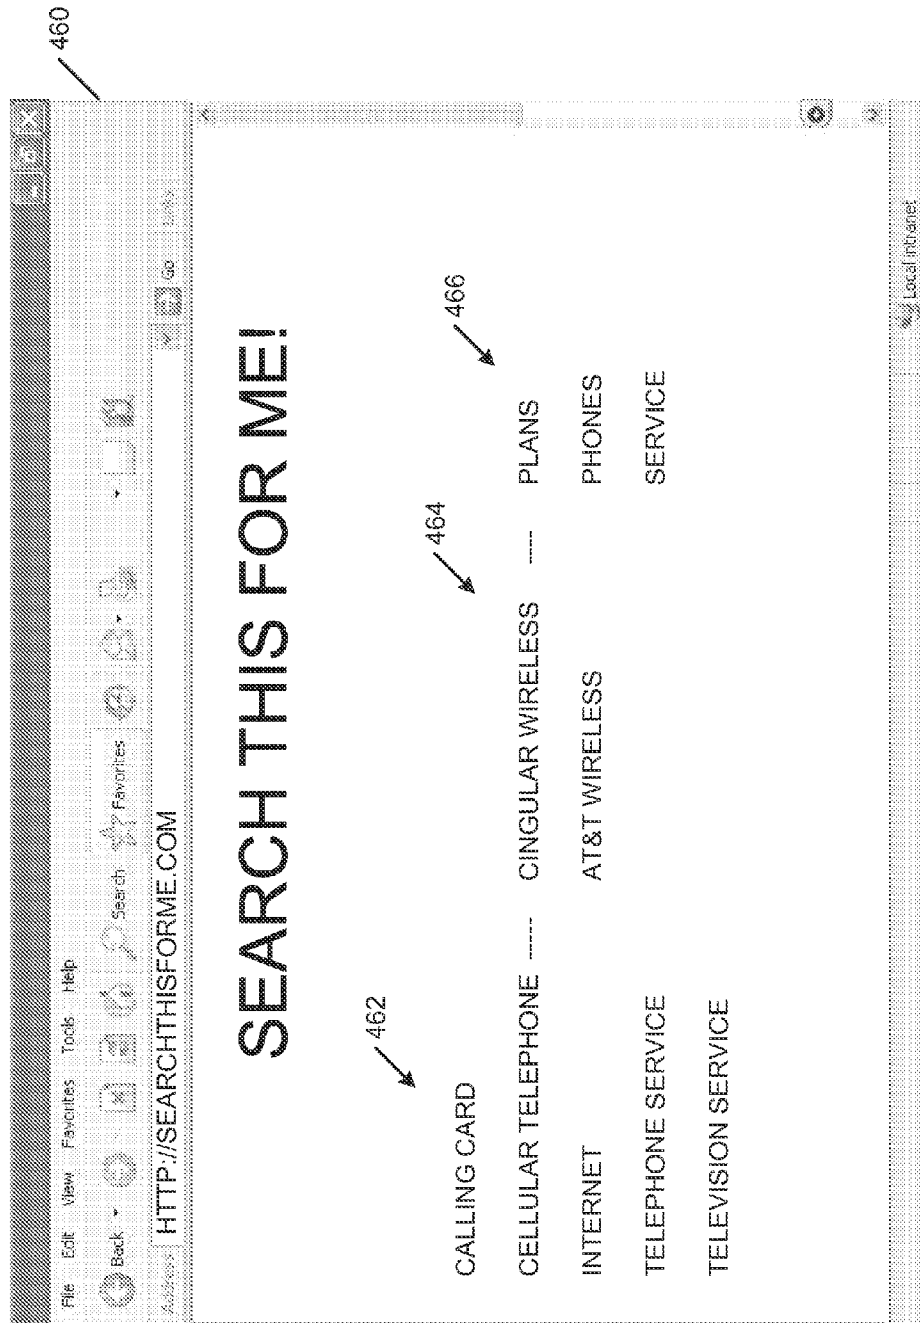 460
File Edit View Favorites Tools Help
Back Search Favorites
Address HTTP://SEARCHTHISFORME.COM Go Links
SEARCH THIS FOR ME!
462 464 466
CALLING CARD
CELLULAR TELEPHONE ----- CINGULAR WIRELESS ---- PLANS
INTERNET AT&T WIRELESS PHONES
TELEPHONE SERVICE SERVICE
TELEVISION SERVICE
Local intranet